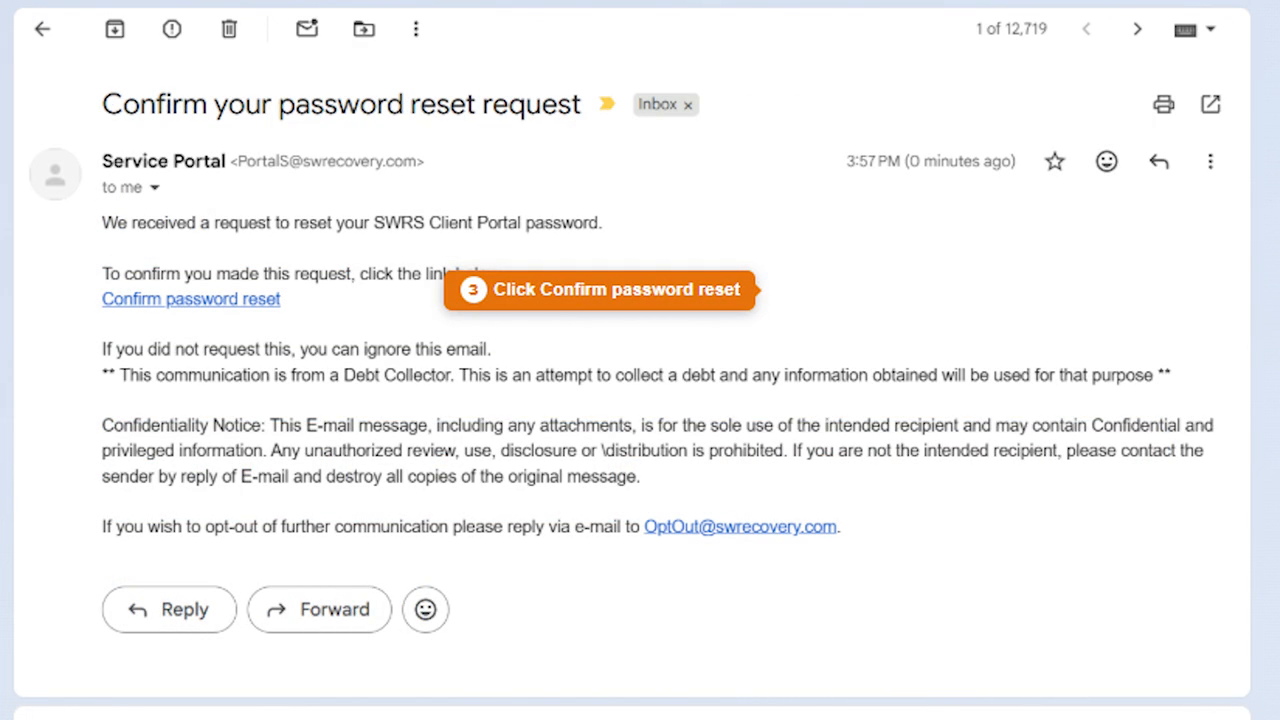 1 of 12,719
Confirm your password reset request Inbox x
Service Portal <PortalS@swrecovery.com> 3:57 PM (0 minutes ago)
to me
We received a request to reset your SWRS Client Portal password.
To confirm you made this request, click the link
3 Click Confirm password reset
Confirm password reset
If you did not request this, you can ignore this email.
** This communication is from a Debt Collector. This is an attempt to collect a debt and any information obtained will be used for that purpose **
Confidentiality Notice: This E-mail message, including any attachments, is for the sole use of the intended recipient and may contain Confidential and
privileged information. Any unauthorized review, use, disclosure or \distribution is prohibited. If you are not the intended recipient, please contact the
sender by reply of E-mail and destroy all copies of the original message.
If you wish to opt-out of further communication please reply via e-mail to OptOut@swrecovery.com.
Reply Forward